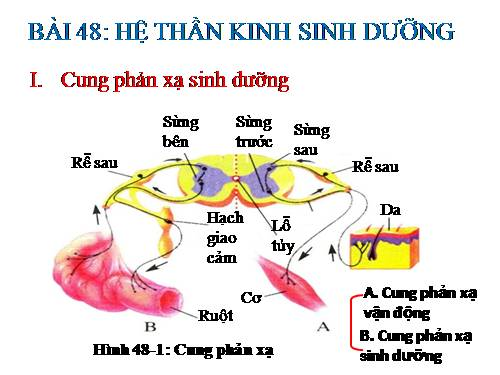 BÀI 48: HỆ THẦN KINH SINH DƯỠNG
I. Cung phản xạ sinh dưỡng
Sừng
bên
Sừng
trước
Sừng
sau
Rễ sau
Rễ sau
Hạch
giao
cảm
Lỗ
tủy
Da
Cơ
Ruột
B
A
A. Cung phản xạ
vận động
B. Cung phản xạ
sinh dưỡng
Hình 48-1: Cung phản xạ